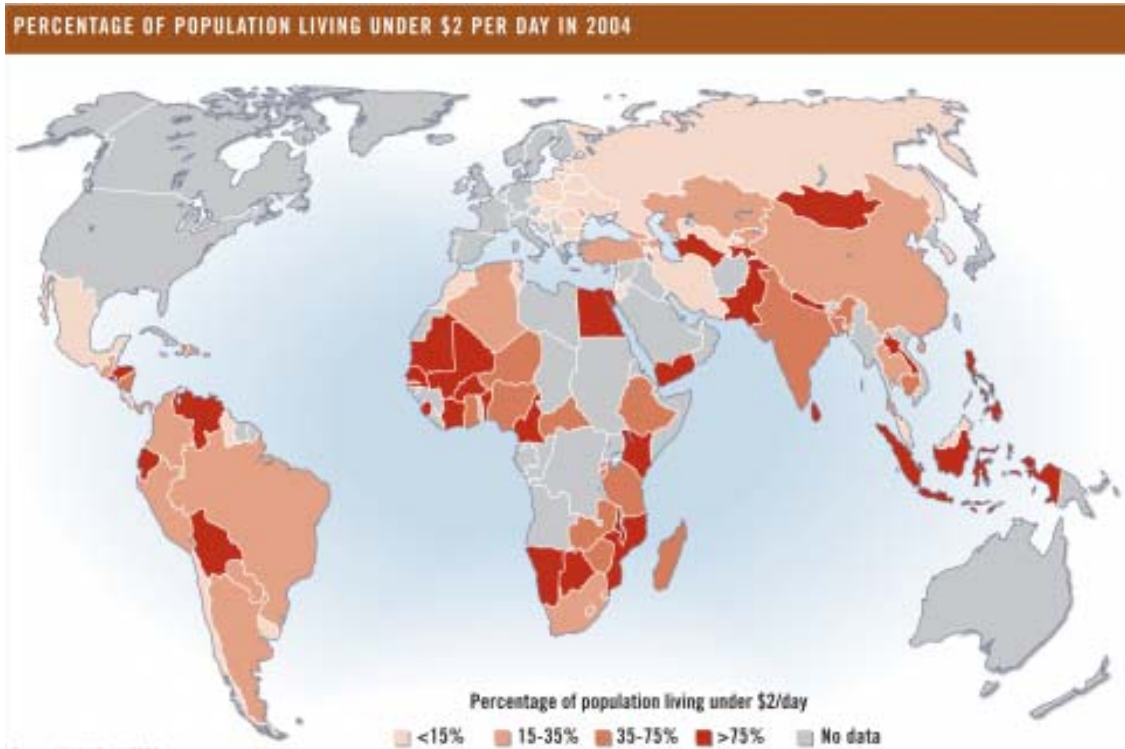 PERCENTAGE OF POPULATION LIVING UNDER $2 PER DAY IN 2004
Percentage of population living under $2/day
<15% 15-35% 35-75% >75% No data